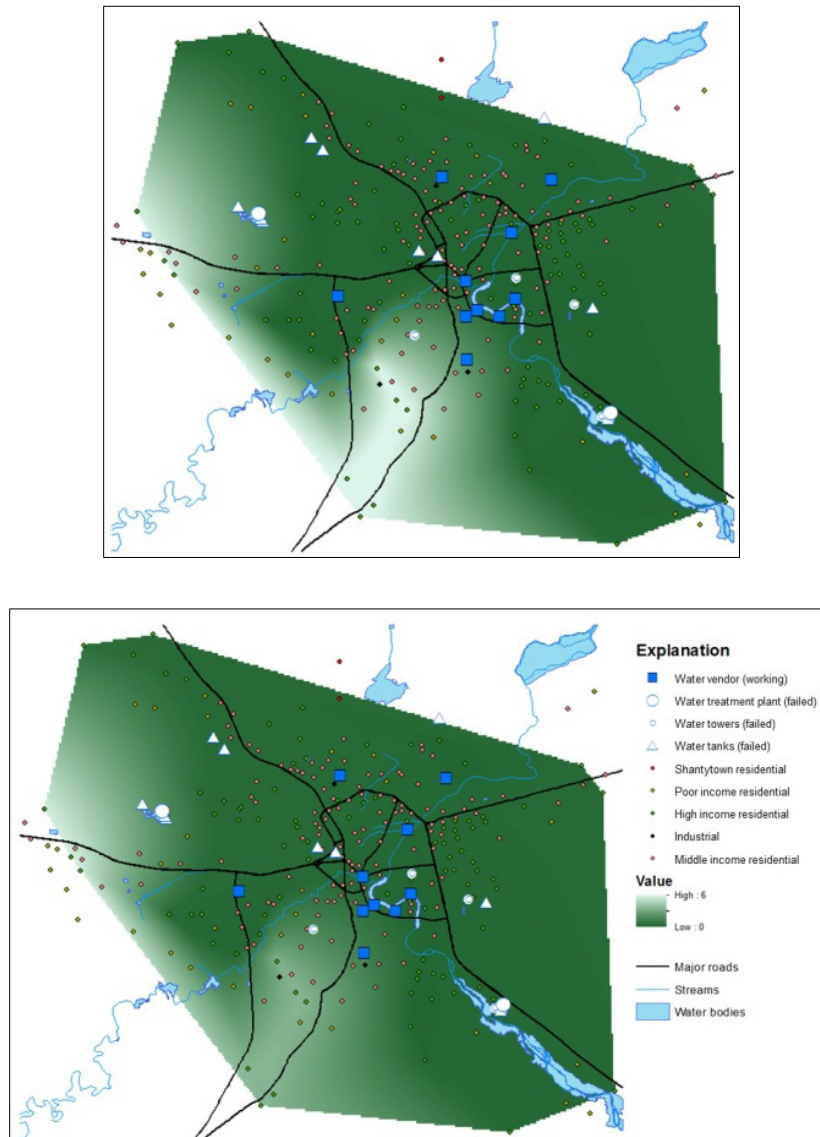 Explanation
Water vendor (working)
Water treatment plant (failed)
Water towers (failed)
Water tanks (failed)
Shantytown residential
Poor income residential
High income residential
Industrial
Middle income residential
Value
High : 6
Low : 0
Major roads
Streams
Water bodies